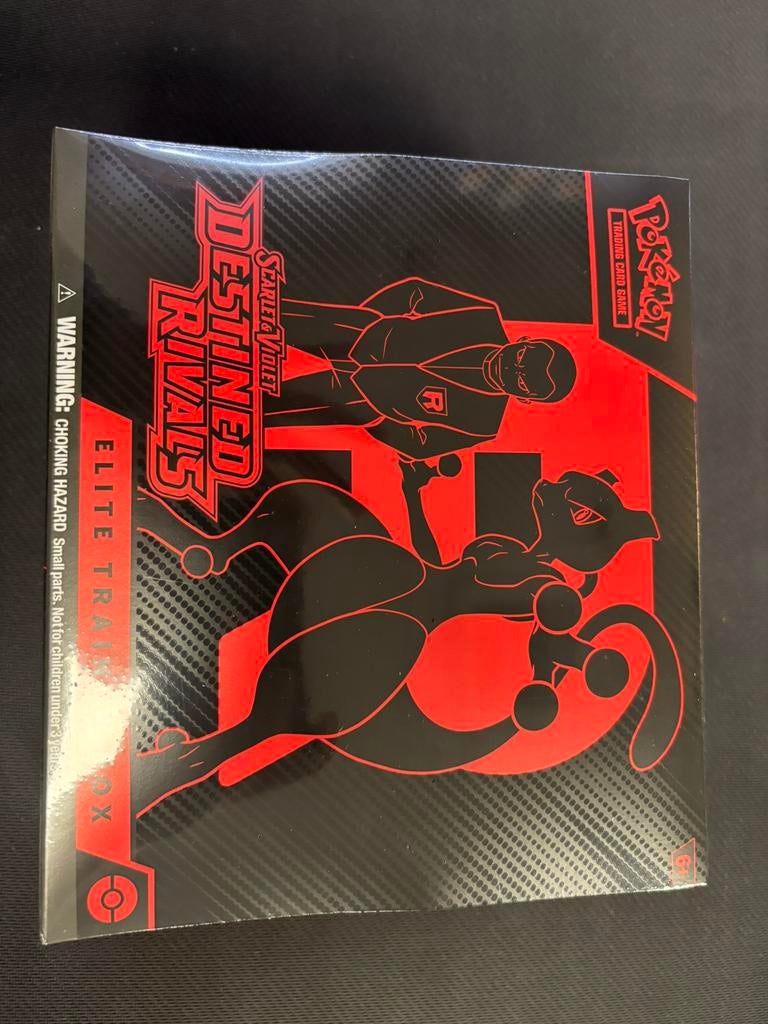 Pokémon
TRADING CARD GAME
R
SCARLET & VIOLET
DESTINED
RIVALS
6+
ELITE TRAI OX
⚠ WARNING: CHOKING HAZARD Small parts. Not for children under 3 years.